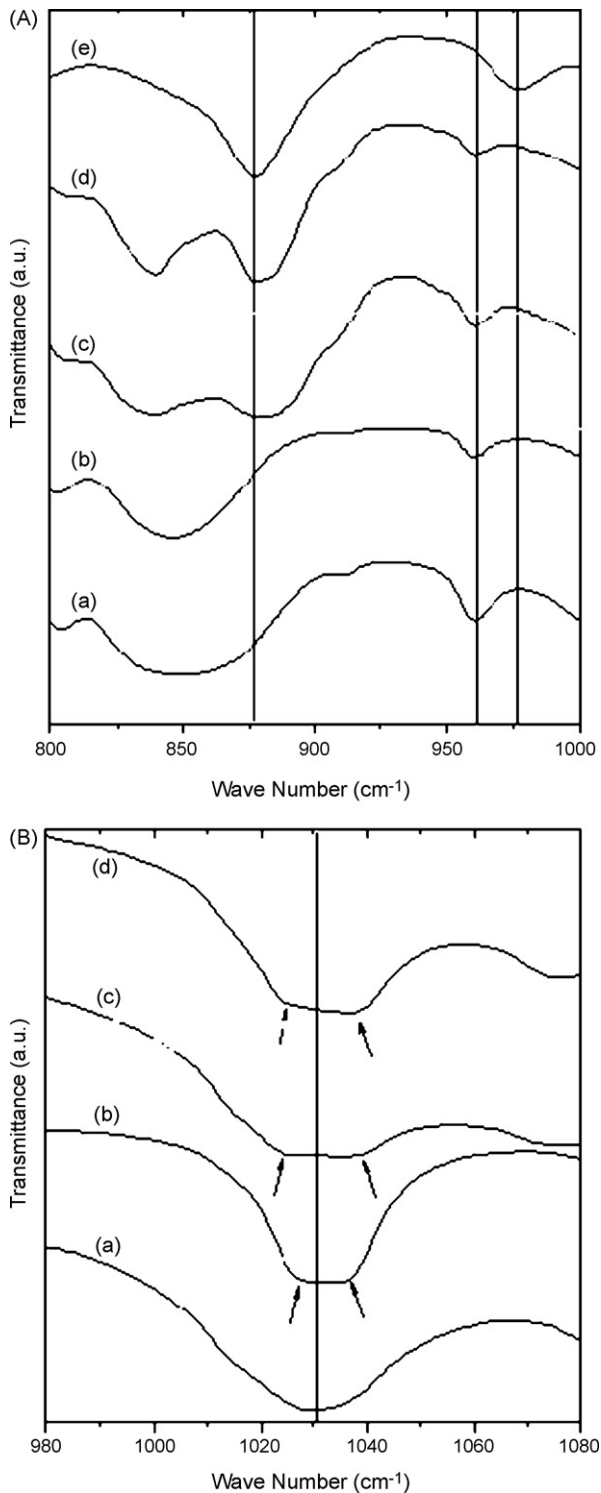 (A)
(e)
(d)
(c)
(b)
(a)
Transmittance (a.u.)
800 850 900 950 1000
Wave Number (cm-1)
(B)
(d)
(c)
(b)
(a)
Transmittance (a.u.)
980 1000 1020 1040 1060 1080
Wave Number (cm-1)